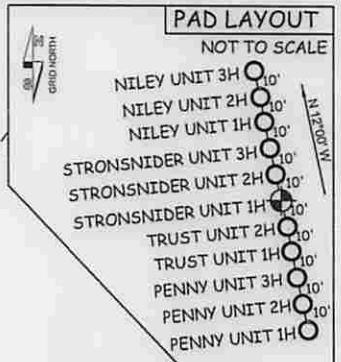 PAD LAYOUT
NOT TO SCALE
GRID NORTH
NILEY UNIT 3H
10'
NILEY UNIT 2H
10'
NILEY UNIT 1H
10'
STRONSNIDER UNIT 3H
10'
STRONSNIDER UNIT 2H
10'
STRONSNIDER UNIT 1H
10'
TRUST UNIT 2H
10'
TRUST UNIT 1H
10'
PENNY UNIT 3H
10'
PENNY UNIT 2H
10'
PENNY UNIT 1H
N 12°00' W